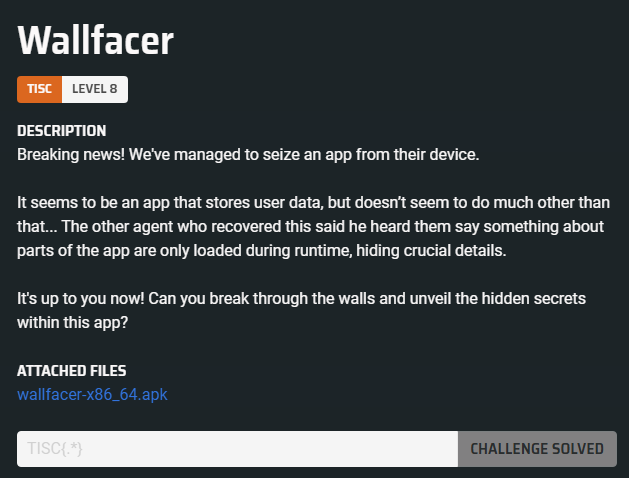 Wallfacer
TISC LEVEL 8
DESCRIPTION
Breaking news! We've managed to seize an app from their device.
It seems to be an app that stores user data, but doesn’t seem to do much other than
that... The other agent who recovered this said he heard them say something about
parts of the app are only loaded during runtime, hiding crucial details.
It's up to you now! Can you break through the walls and unveil the hidden secrets
within this app?
ATTACHED FILES
wallfacer-x86_64.apk
TISC{.*} CHALLENGE SOLVED